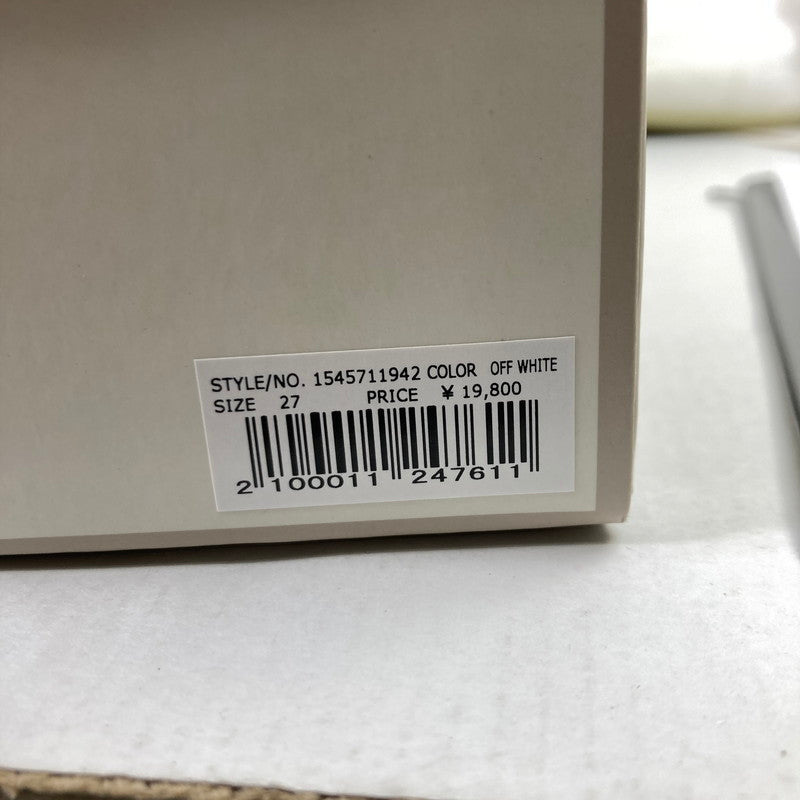 STYLE/NO. 1545711942 COLOR OFF WHITE
SIZE 27 PRICE ¥ 19,800
2 100011 247611